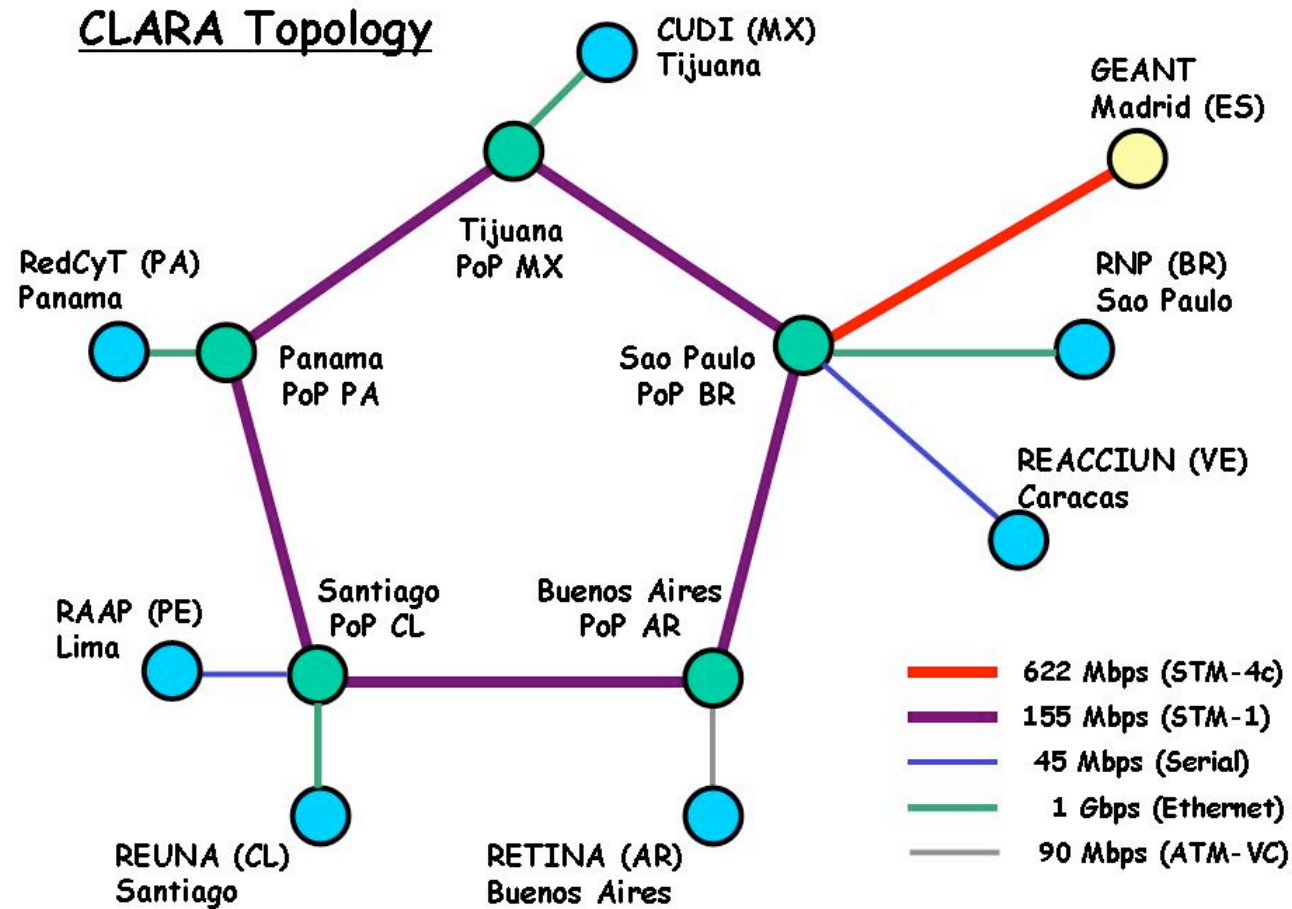 CLARA Topology
CUDI (MX)
Tijuana
GEANT
Madrid (ES)
Tijuana
PoP MX
RedCyT (PA)
Panama
RNP (BR)
Sao Paulo
Panama
PoP PA
Sao Paulo
PoP BR
REACCIUN (VE)
Caracas
Santiago
PoP CL
Buenos Aires
PoP AR
RAAP (PE)
Lima
622 Mbps (STM-4c)
155 Mbps (STM-1)
45 Mbps (Serial)
1 Gbps (Ethernet)
90 Mbps (ATM-VC)
REUNA (CL)
Santiago
RETINA (AR)
Buenos Aires